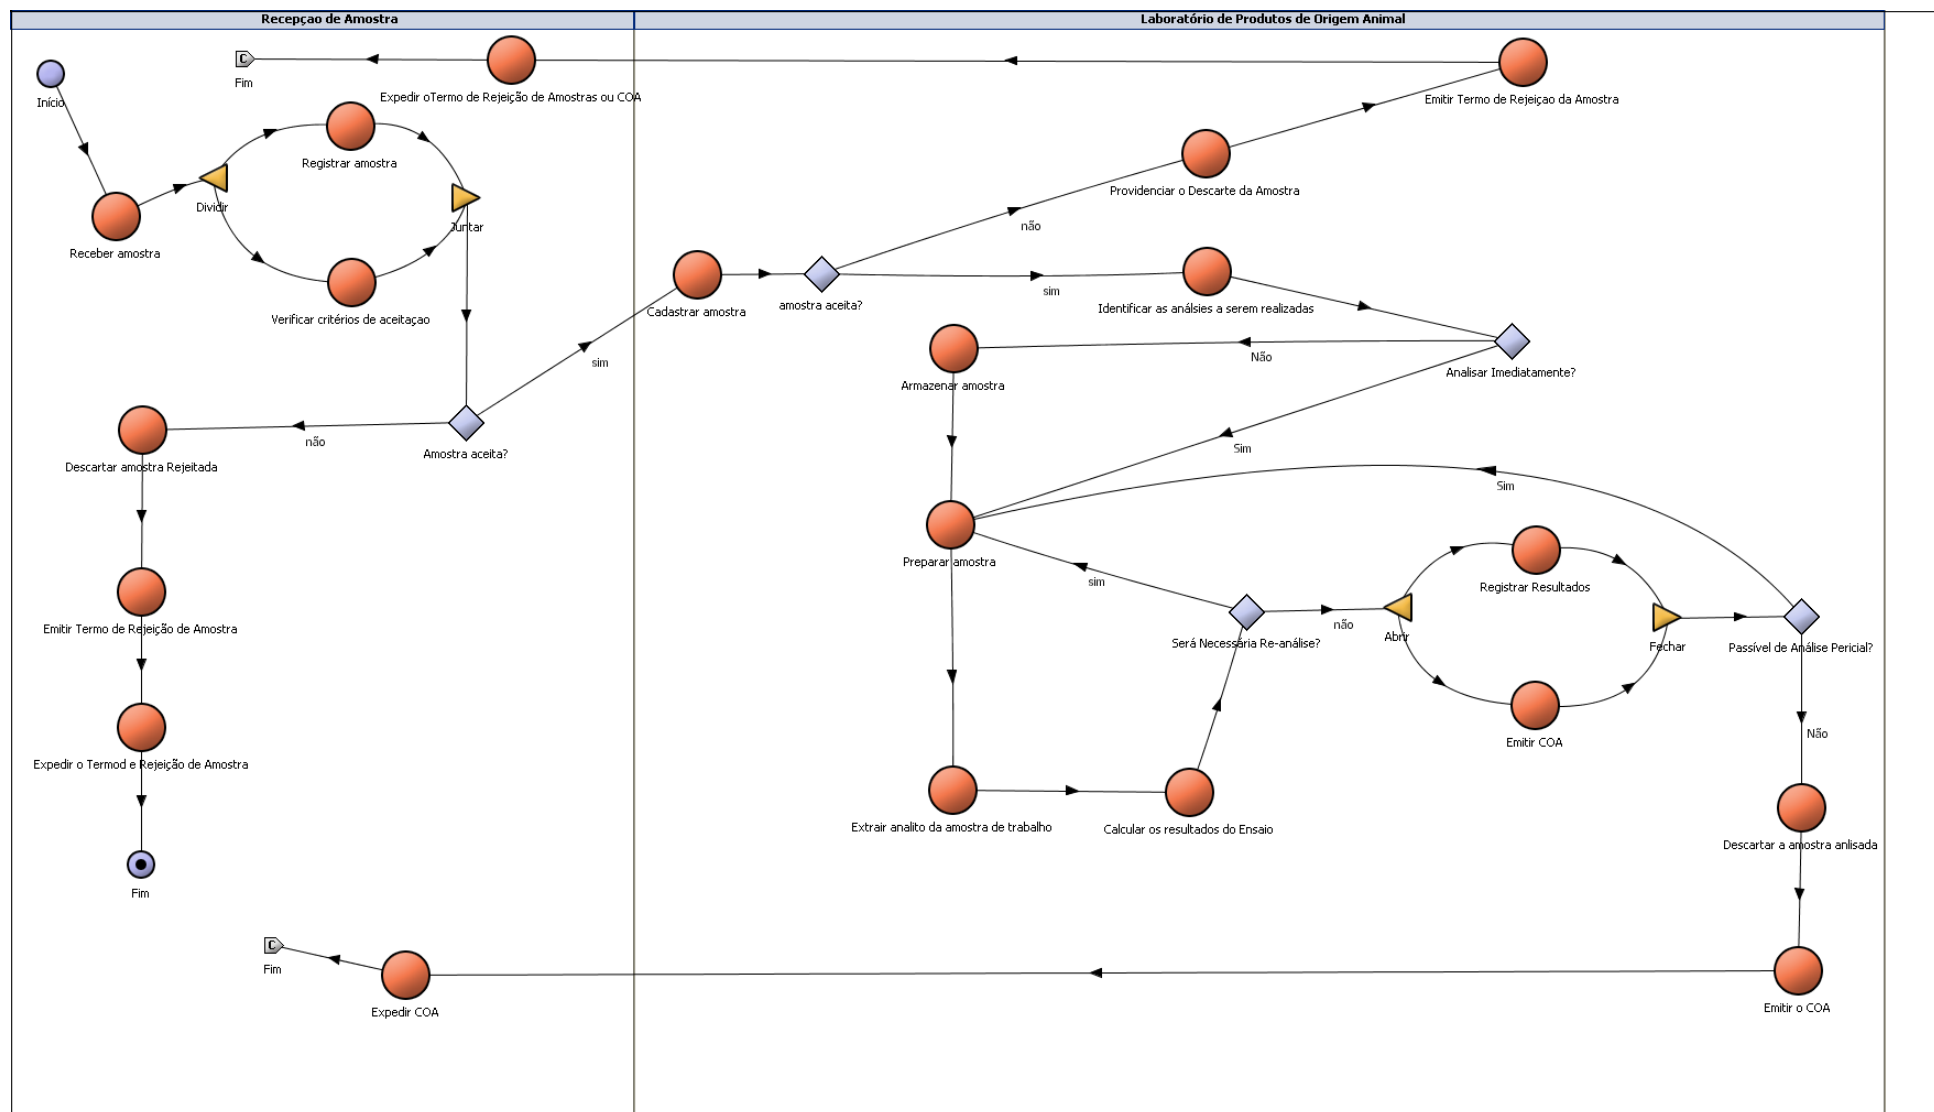 Recepçao de Amostra
Laboratório de Produtos de Origem Animal
C
Fim
Início
Expedir oTermo de Rejeição de Amostras ou COA
Emitir Termo de Rejeiçao da Amostra
Registrar amostra
Dividir
Juntar
Receber amostra
Providenciar o Descarte da Amostra
não
Verificar critérios de aceitaçao
Cadastrar amostra
amostra aceita?
sim
Identificar as análsies a serem realizadas
sim
Não
Analisar Imediatamente?
Armazenar amostra
não
Amostra aceita?
Sim
Descartar amostra Rejeitada
Sim
Preparar amostra
sim
Registrar Resultados
Emitir Termo de Rejeição de Amostra
Será Necessária Re-análise?
não
Abrir
Fechar
Passível de Análise Pericial?
Emitir COA
Não
Expedir o Termod e Rejeição de Amostra
Extrair analito da amostra de trabalho
Calcular os resultados do Ensaio
Descartar a amostra anlisada
Fim
C
Fim
Expedir COA
Emitir o COA